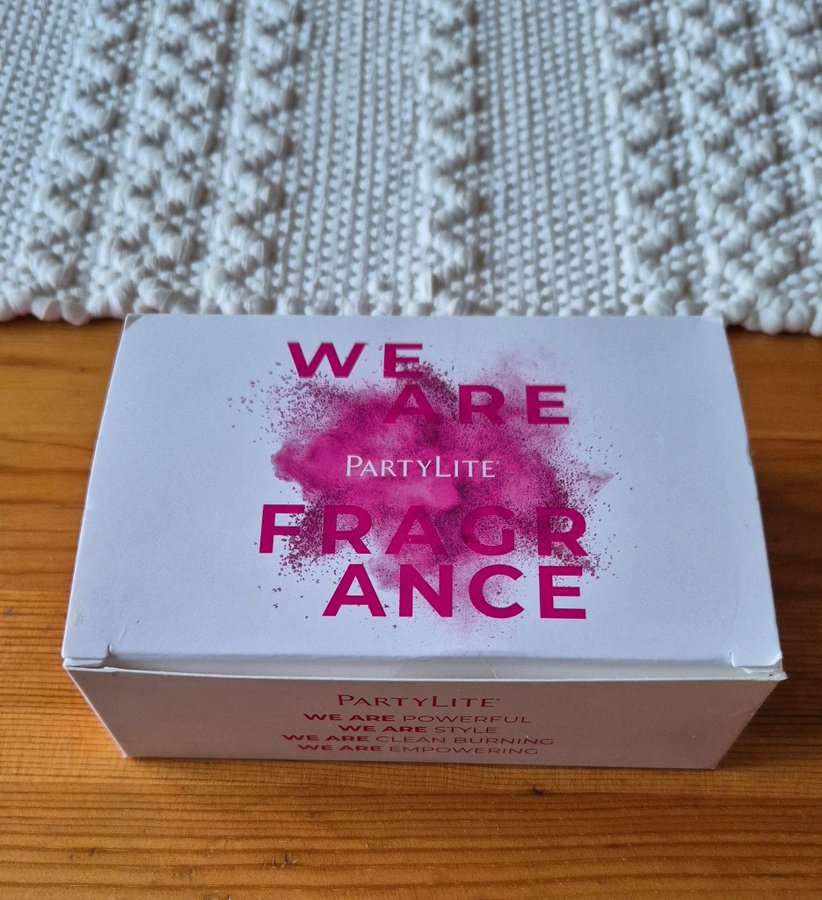 WE
ARE
PARTYLITE
FRAGR
ANCE
PARTYLITE
WE ARE POWERFUL
WE ARE STYLE
WE ARE CLEAN BURNING
WE ARE EMPOWERING